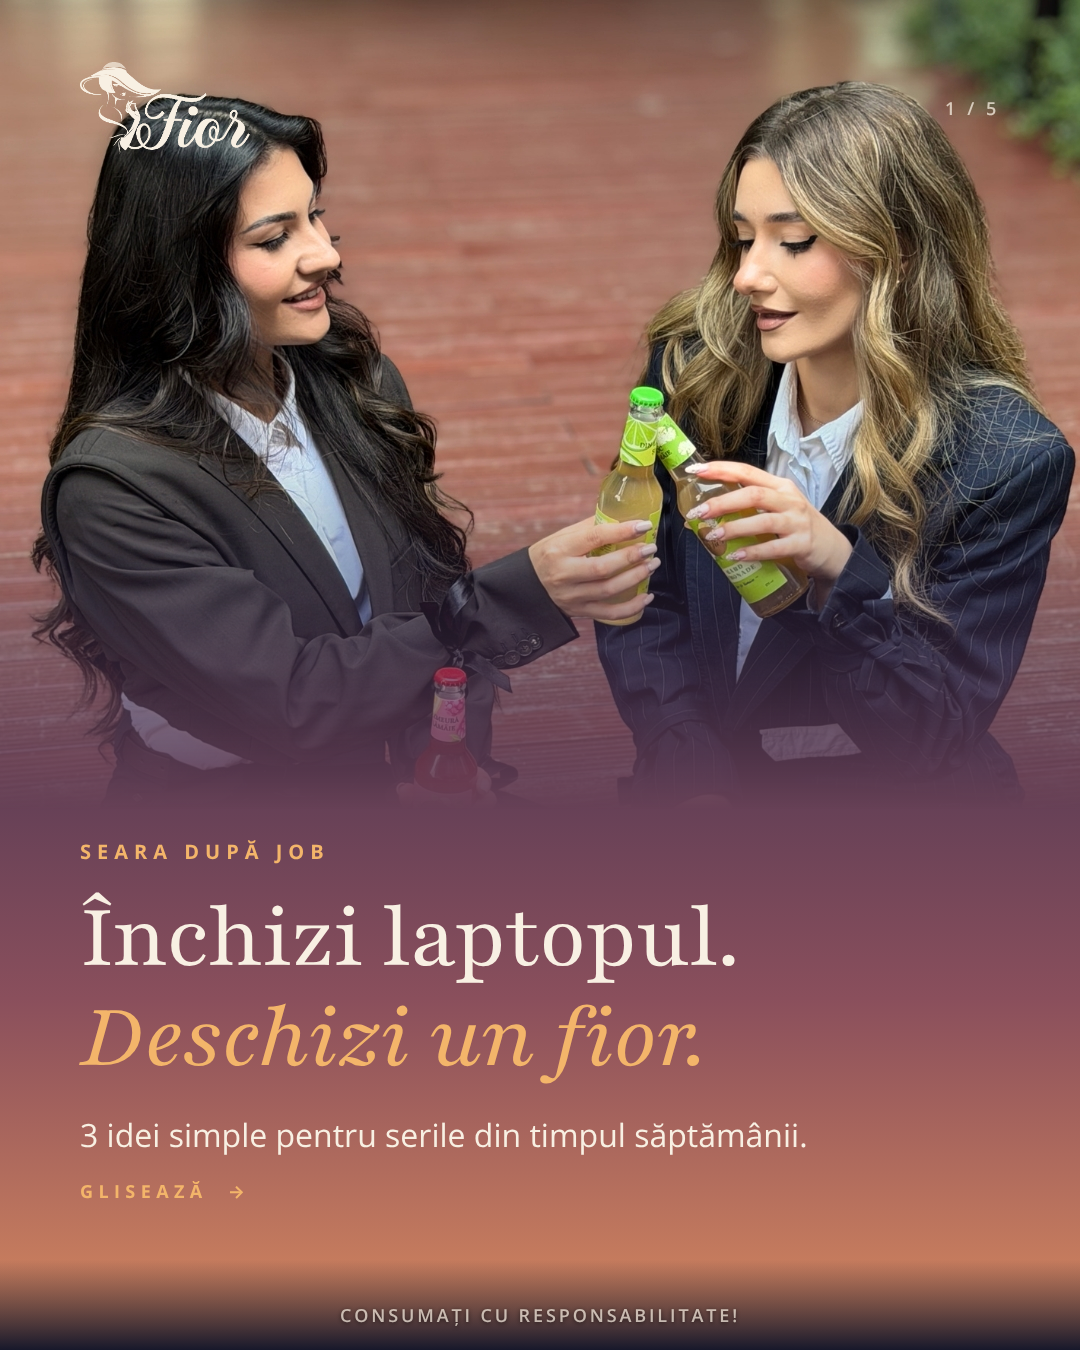 Fior
1 / 5
SEARA DUPĂ JOB
Închizi laptopul.
Deschizi un fior.
3 idei simple pentru serile din timpul săptămânii.
GLISEAZĂ →
CONSUMAȚI CU RESPONSABILITATE!